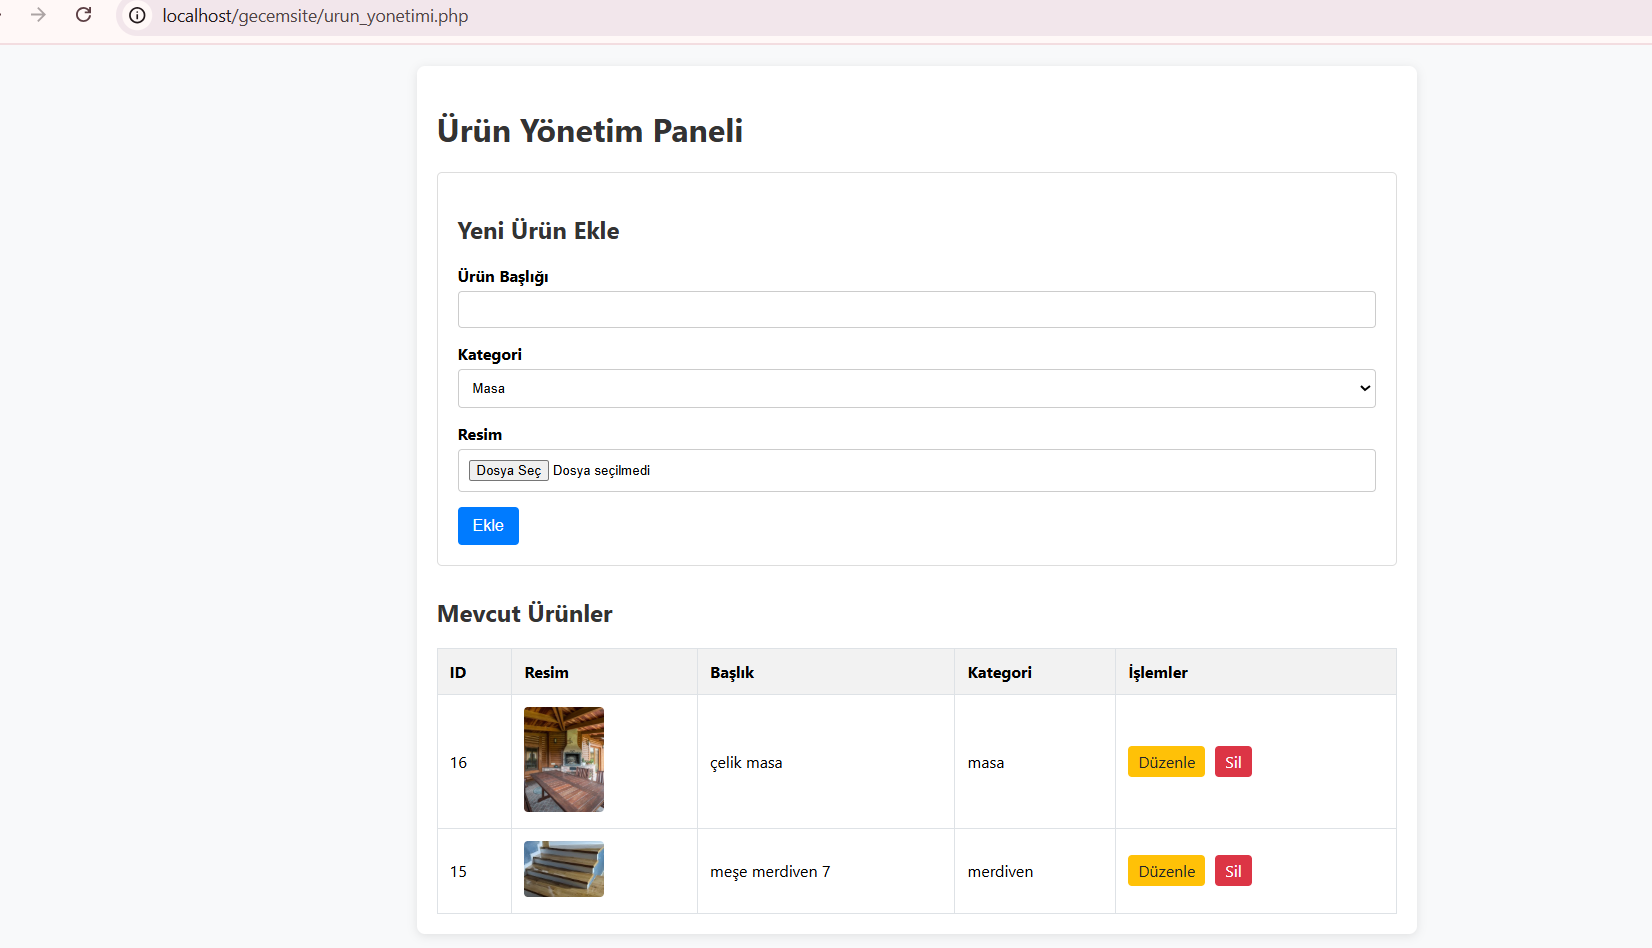 localhost/gecemsite/urun_yonetimi.php
Ürün Yönetim Paneli
Yeni Ürün Ekle
Ürün Başlığı
Kategori
Masa
Resim
Dosya Seç Dosya seçilmedi
Ekle
Mevcut Ürünler
ID Resim Başlık Kategori İşlemler
16 çelik masa masa Düzenle Sil
15 meşe merdiven 7 merdiven Düzenle Sil